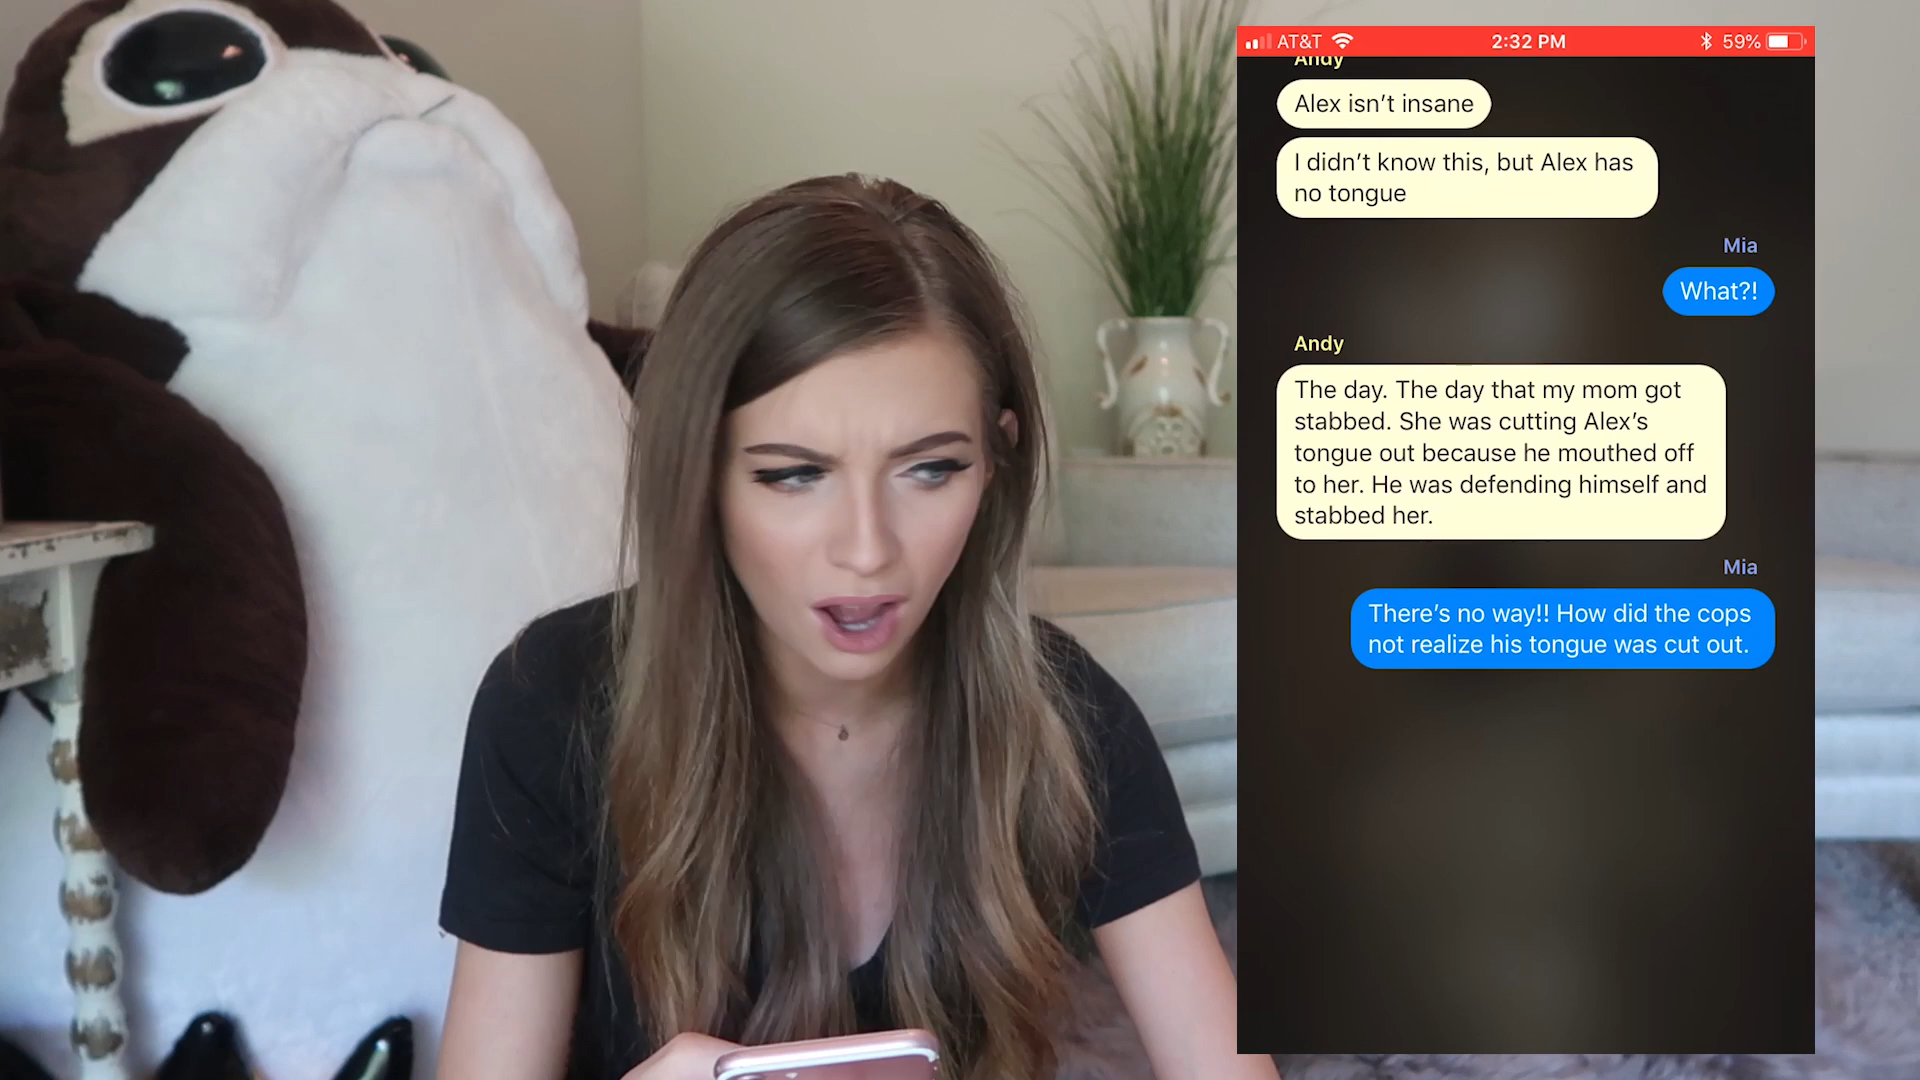 AT&T 2:32 PM 59%
Andy
Alex isn’t insane
I didn’t know this, but Alex has
no tongue
Mia
What?!
Andy
The day. The day that my mom got
stabbed. She was cutting Alex’s
tongue out because he mouthed off
to her. He was defending himself and
stabbed her.
Mia
There’s no way!! How did the cops
not realize his tongue was cut out.